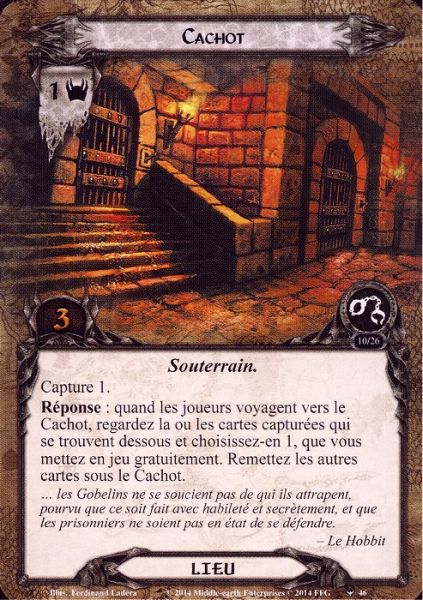 Cachot
1
3
10/26
Souterrain.
Capture 1.
Réponse : quand les joueurs voyagent vers le
Cachot, regardez la ou les cartes capturées qui
se trouvent dessous et choisissez-en 1, que vous
mettez en jeu gratuitement. Remettez les autres
cartes sous le Cachot.
... les Gobelins ne se soucient pas de qui ils attrapent,
pourvu que ce soit fait avec habileté et secrètement, et que
les prisonniers ne soient pas en état de se défendre.
– Le Hobbit
LIEU
Illus. Ferdinand Ladera
© 2014 Middle-earth Enterprises © 2014 FFG
46